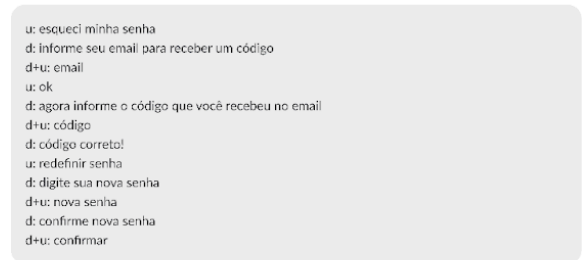 u: esqueci minha senha
d: informe seu email para receber um código
d+u: email
u: ok
d: agora informe o código que você recebeu no email
d+u: código
d: código correto!
u: redefinir senha
d: digite sua nova senha
d+u: nova senha
d: confirme nova senha
d+u: confirmar